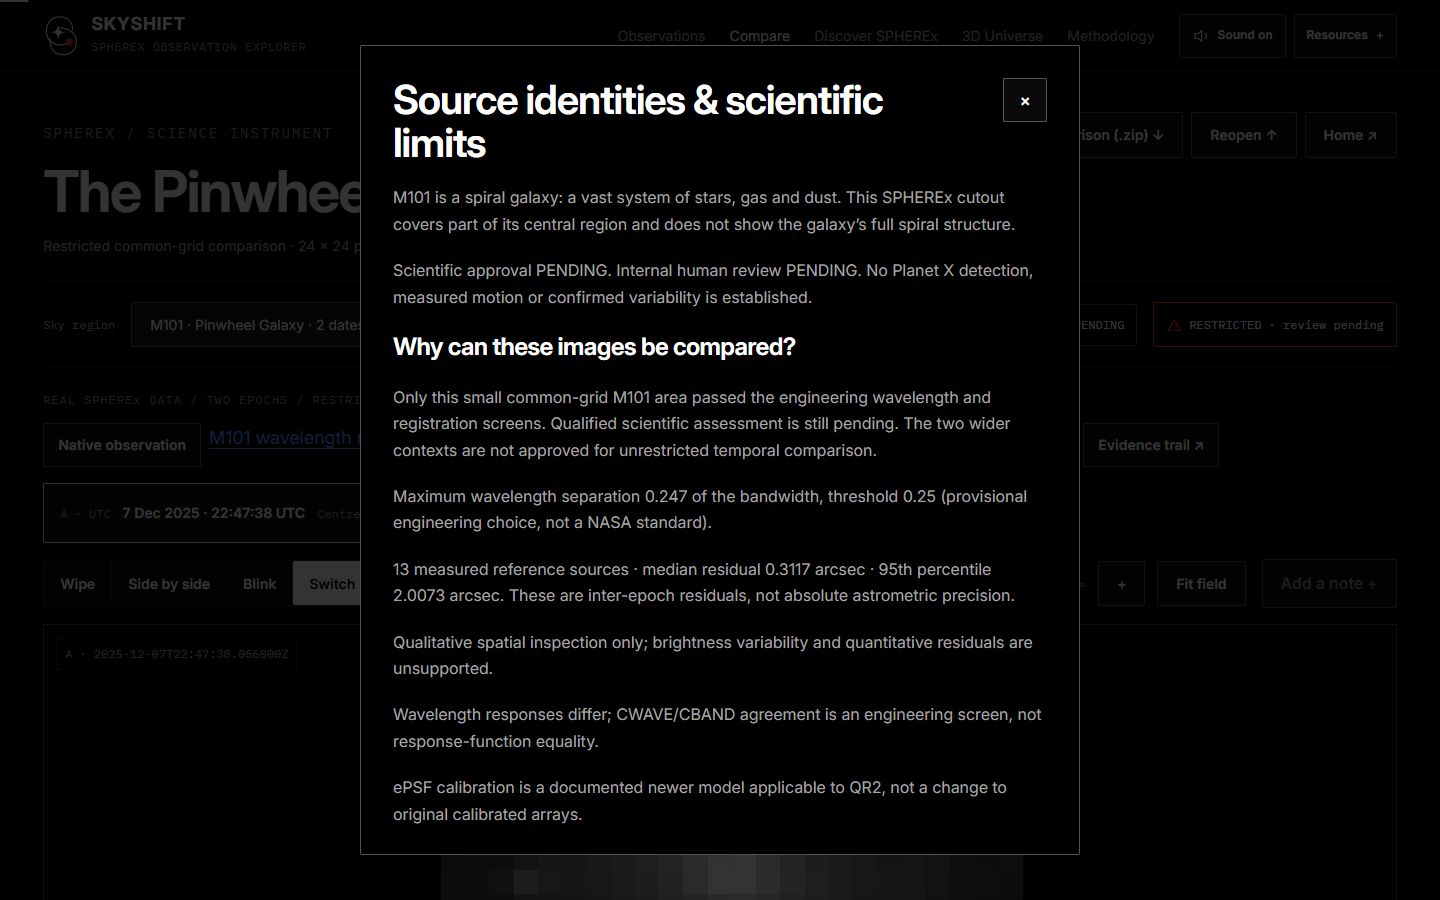 SKYSHIFT
SPHEREX OBSERVATION EXPLORER
Observations
Compare
Discover SPHEREx
3D Universe
Methodology
Sound on
Resources +
SPHEREX / SCIENCE INSTRUMENT
(.zip) ↓
Reopen ↑
Home ↗
The
Restricted common-grid comparison · 24 × 24
Sky region
M101 · Pinwheel Galaxy · 2
RESTRICTED · review pending
REAL SPHEREx DATA / TWO EPOCHS /
Native observation
M101 wavelength
Evidence trail ↗
A · UTC 7 Dec 2025 · 22:47:38 UTC
Wipe
Side by side
Blink
Switch
+
Fit field
Add a note +
A · 2025-12-07T22:47:38.056000Z
Source identities & scientific
limits
×
M101 is a spiral galaxy: a vast system of stars, gas and dust. This SPHEREx cutout
covers part of its central region and does not show the galaxy’s full spiral structure.
Scientific approval PENDING. Internal human review PENDING. No Planet X detection,
measured motion or confirmed variability is established.
Why can these images be compared?
Only this small common-grid M101 area passed the engineering wavelength and
registration screens. Qualified scientific assessment is still pending. The two wider
contexts are not approved for unrestricted temporal comparison.
Maximum wavelength separation 0.247 of the bandwidth, threshold 0.25 (provisional
engineering choice, not a NASA standard).
13 measured reference sources · median residual 0.3117 arcsec · 95th percentile
2.0073 arcsec. These are inter-epoch residuals, not absolute astrometric precision.
Qualitative spatial inspection only; brightness variability and quantitative residuals are
unsupported.
Wavelength responses differ; CWAVE/CBAND agreement is an engineering screen, not
response-function equality.
ePSF calibration is a documented newer model applicable to QR2, not a change to
original calibrated arrays.